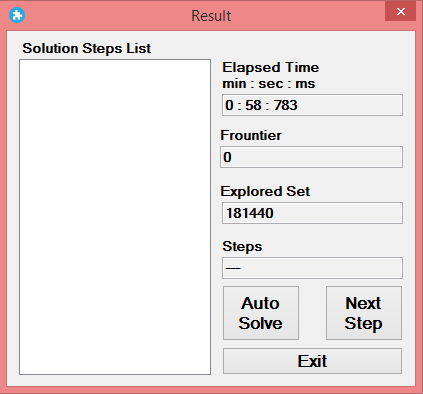 Result
Solution Steps List
Elapsed Time
min : sec : ms
0 : 58 : 783
Frountier
0
Explored Set
181440
Steps
---
Auto
Solve
Next
Step
Exit